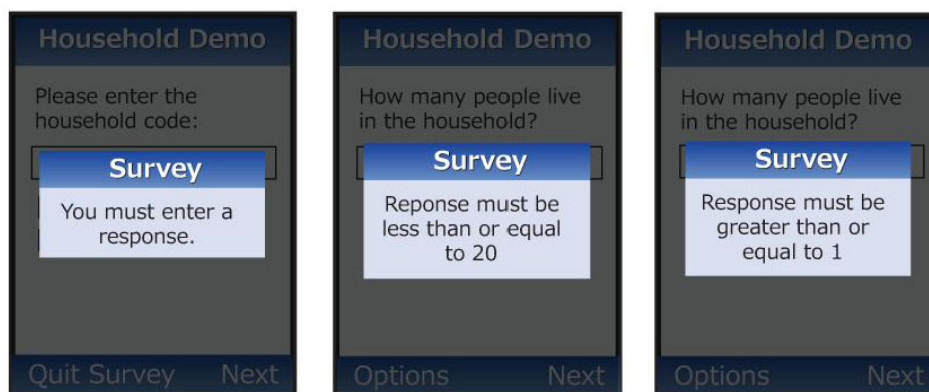 Household Demo
Please enter the
household code:
Survey
You must enter a
response.
Quit Survey Next
Household Demo
How many people live
in the household?
Survey
Reponse must be
less than or equal
to 20
Options Next
Household Demo
How many people live
in the household?
Survey
Response must be
greater than or
equal to 1
Options Next